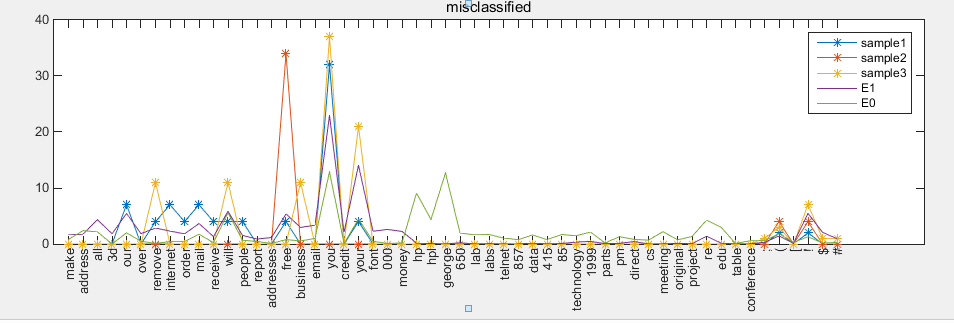 misclassified
40
30
20
10
0
sample1
sample2
sample3
E1
E0
make
address
all
3d
our
over
remove
internet
order
mail
receive
will
people
report
addresses
free
business
email
you
credit
your
font
000
money
hp
hpl
george
650
lab
labs
telnet
857
data
415
85
technology
1999
parts
pm
direct
cs
meeting
original
project
re
edu
table
conference
;
(
[
!
$
#